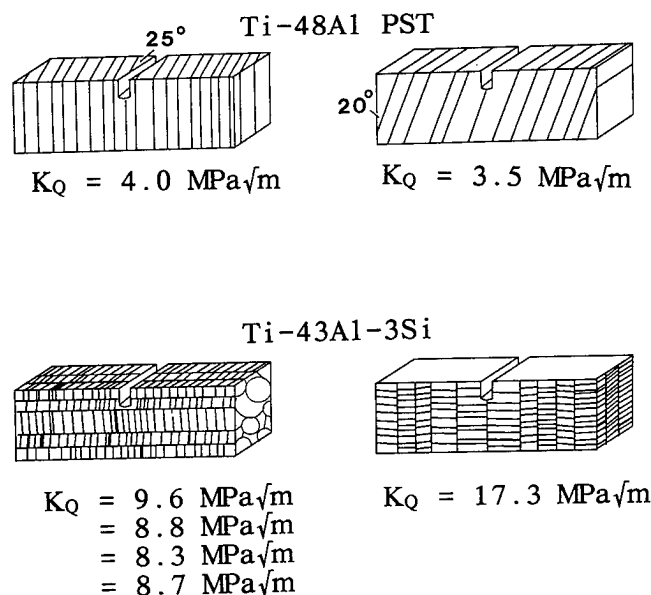 Ti-48Al PST
25°
20°
KQ = 4.0 MPa√m
KQ = 3.5 MPa√m
Ti-43Al-3Si
KQ = 9.6 MPa√m
= 8.8 MPa√m
= 8.3 MPa√m
= 8.7 MPa√m
KQ = 17.3 MPa√m